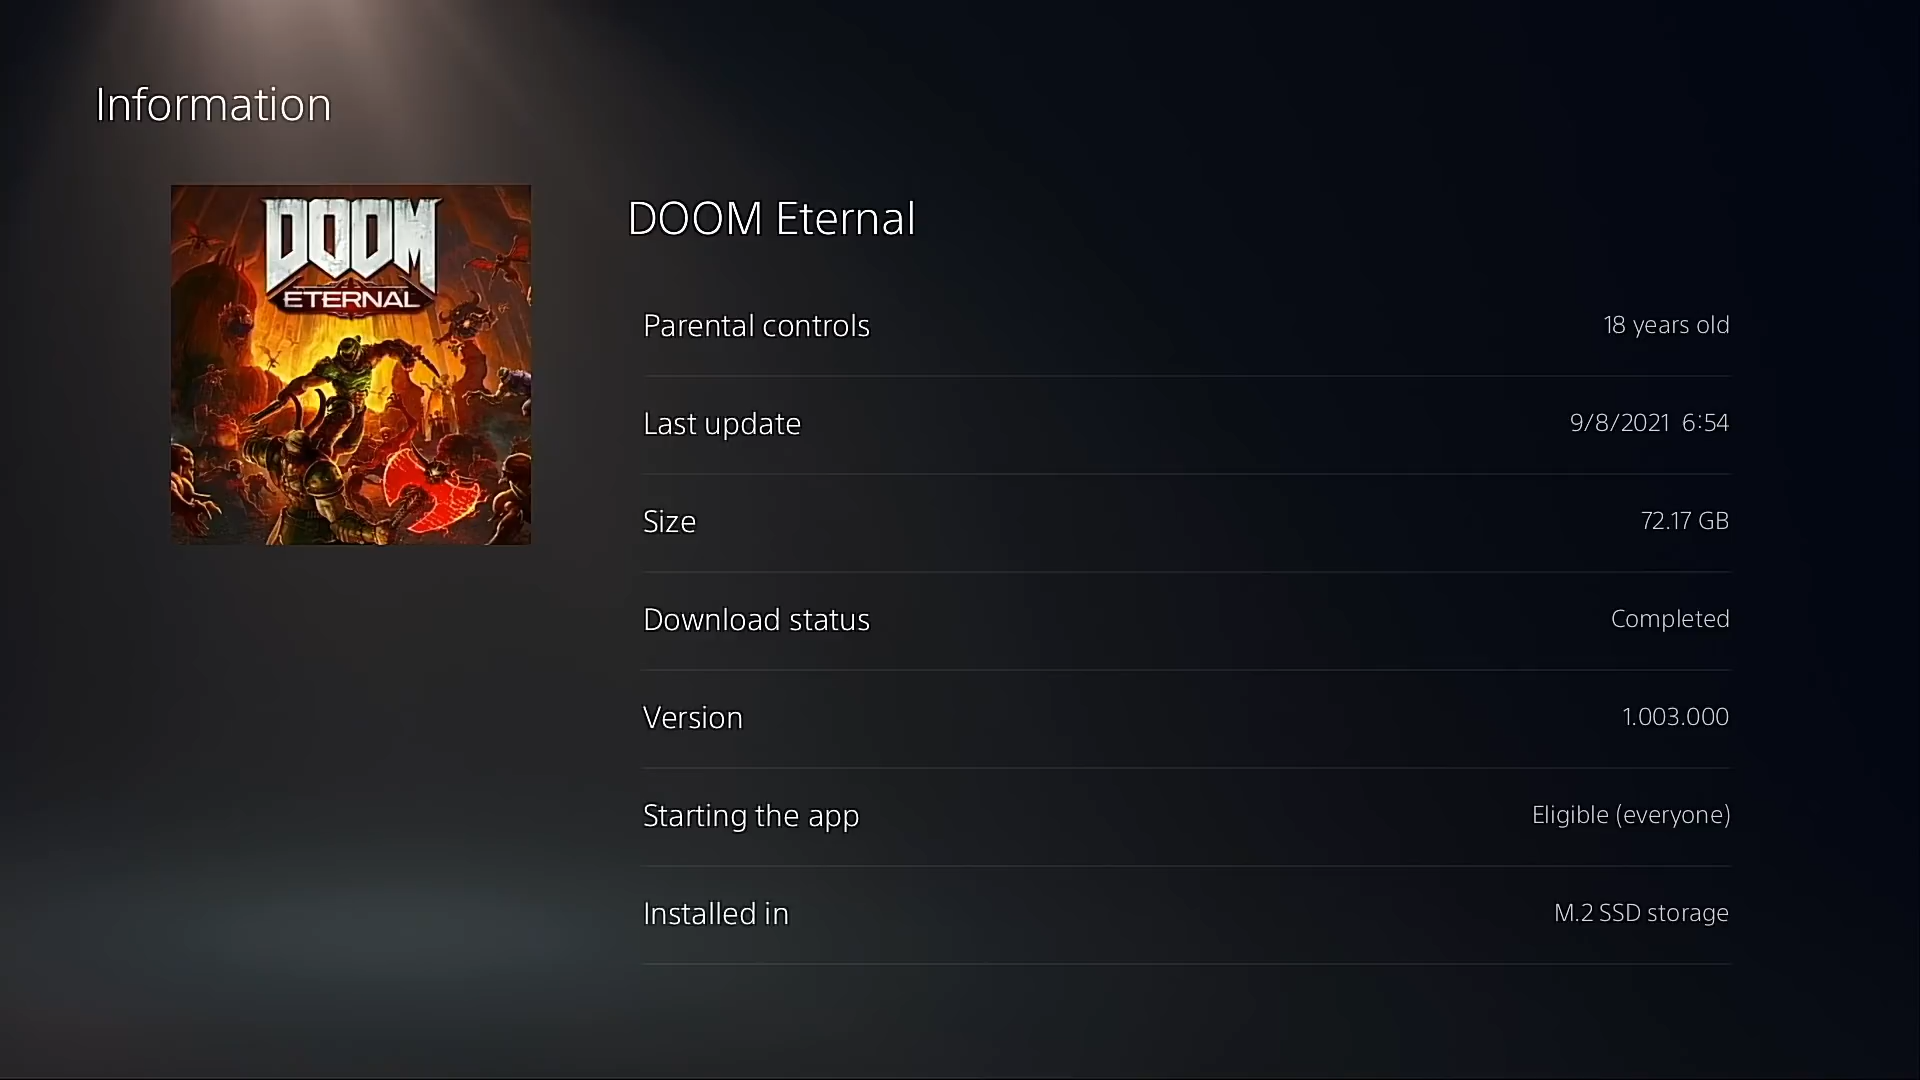 Information
DOOM
ETERNAL
DOOM Eternal
Parental controls 18 years old
Last update 9/8/2021 6:54
Size 72.17 GB
Download status Completed
Version 1.003.000
Starting the app Eligible (everyone)
Installed in M.2 SSD storage